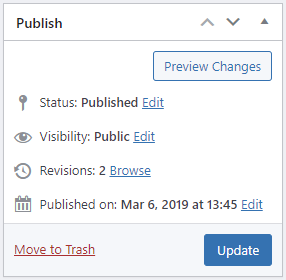 Publish
Preview Changes
Status: Published Edit
Visibility: Public Edit
Revisions: 2 Browse
Published on: Mar 6, 2019 at 13:45 Edit
Move to Trash
Update